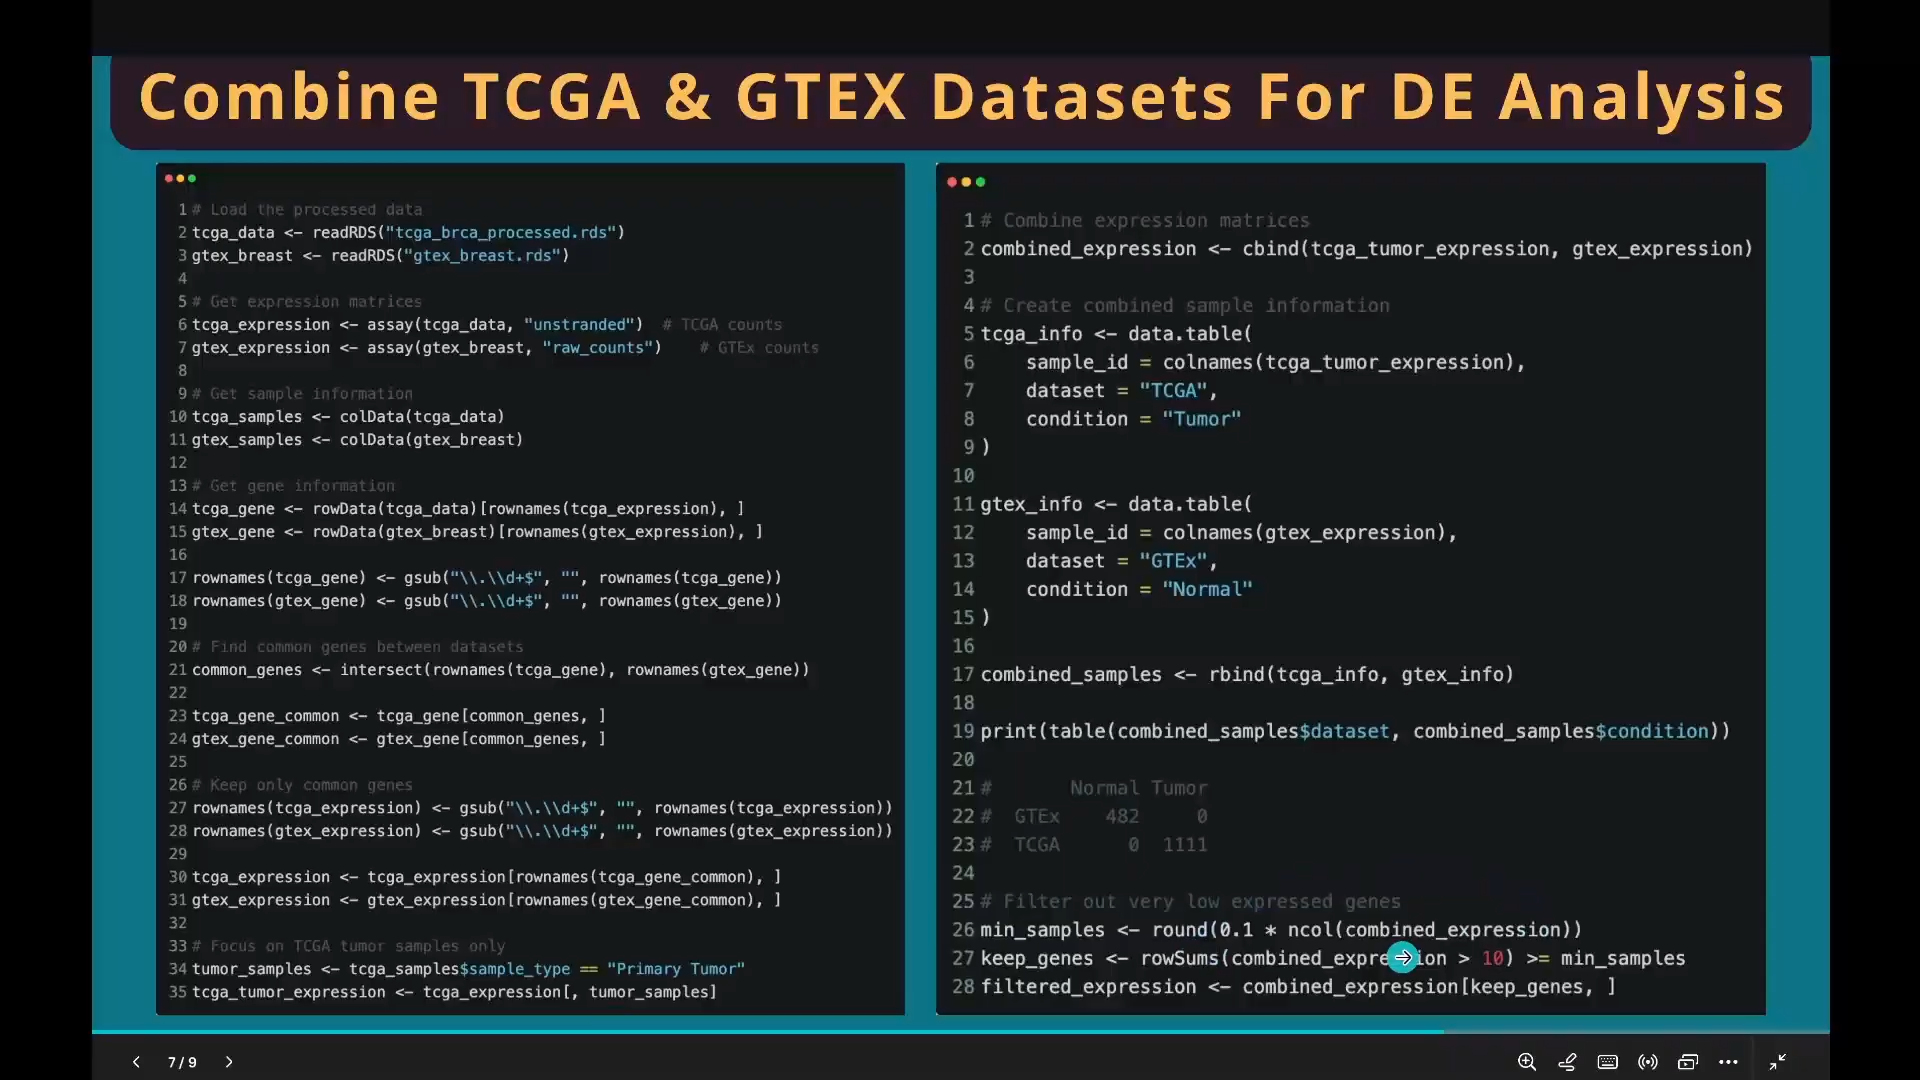 Combine TCGA & GTEX Datasets For DE Analysis
1 # Load the processed data
2 tcga_data <- readRDS("tcga_brca_processed.rds")
3 gtex_breast <- readRDS("gtex_breast.rds")
4
5 # Get expression matrices
6 tcga_expression <- assay(tcga_data, "unstranded")  # TCGA counts
7 gtex_expression <- assay(gtex_breast, "raw_counts")    # GTEx counts
8
9 # Get sample information
10 tcga_samples <- colData(tcga_data)
11 gtex_samples <- colData(gtex_breast)
12
13 # Get gene information
14 tcga_gene <- rowData(tcga_data)[rownames(tcga_expression), ]
15 gtex_gene <- rowData(gtex_breast)[rownames(gtex_expression), ]
16
17 rownames(tcga_gene) <- gsub("\\.\\d+$", "", rownames(tcga_gene))
18 rownames(gtex_gene) <- gsub("\\.\\d+$", "", rownames(gtex_gene))
19
20 # Find common genes between datasets
21 common_genes <- intersect(rownames(tcga_gene), rownames(gtex_gene))
22
23 tcga_gene_common <- tcga_gene[common_genes, ]
24 gtex_gene_common <- gtex_gene[common_genes, ]
25
26 # Keep only common genes
27 rownames(tcga_expression) <- gsub("\\.\\d+$", "", rownames(tcga_expression))
28 rownames(gtex_expression) <- gsub("\\.\\d+$", "", rownames(gtex_expression))
29
30 tcga_expression <- tcga_expression[rownames(tcga_gene_common), ]
31 gtex_expression <- gtex_expression[rownames(gtex_gene_common), ]
32
33 # Focus on TCGA tumor samples only
34 tumor_samples <- tcga_samples$sample_type == "Primary Tumor"
35 tcga_tumor_expression <- tcga_expression[, tumor_samples]
1 # Combine expression matrices
2 combined_expression <- cbind(tcga_tumor_expression, gtex_expression)
3
4 # Create combined sample information
5 tcga_info <- data.table(
6     sample_id = colnames(tcga_tumor_expression),
7     dataset = "TCGA",
8     condition = "Tumor"
9 )
10
11 gtex_info <- data.table(
12     sample_id = colnames(gtex_expression),
13     dataset = "GTEx",
14     condition = "Normal"
15 )
16
17 combined_samples <- rbind(tcga_info, gtex_info)
18
19 print(table(combined_samples$dataset, combined_samples$condition))
20
21 #       Normal Tumor
22 #  GTEx    482     0
23 #  TCGA      0  1111
24
25 # Filter out very low expressed genes
26 min_samples <- round(0.1 * ncol(combined_expression))
27 keep_genes <- rowSums(combined_expression > 10) >= min_samples
28 filtered_expression <- combined_expression[keep_genes, ]
7 / 9